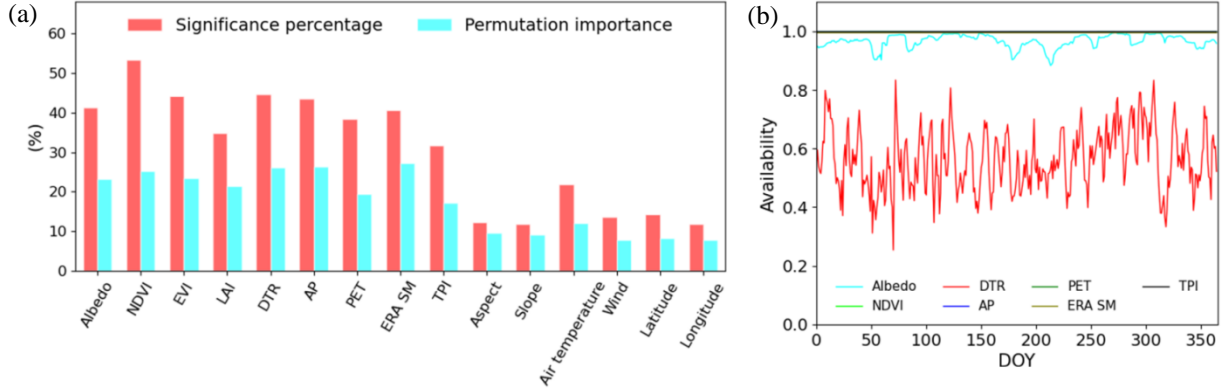 (a)
Significance percentage
Permutation importance
(%)
60
50
40
30
20
10
0
Albedo
NDVI
EVI
LAI
DTR
AP
PET
ERA SM
TPI
Aspect
Slope
Air temperature
Wind
Latitude
Longitude
(b)
Availability
1.0
0.8
0.6
0.4
0.2
0.0
Albedo DTR PET TPI
NDVI AP ERA SM
0 50 100 150 200 250 300 350
DOY